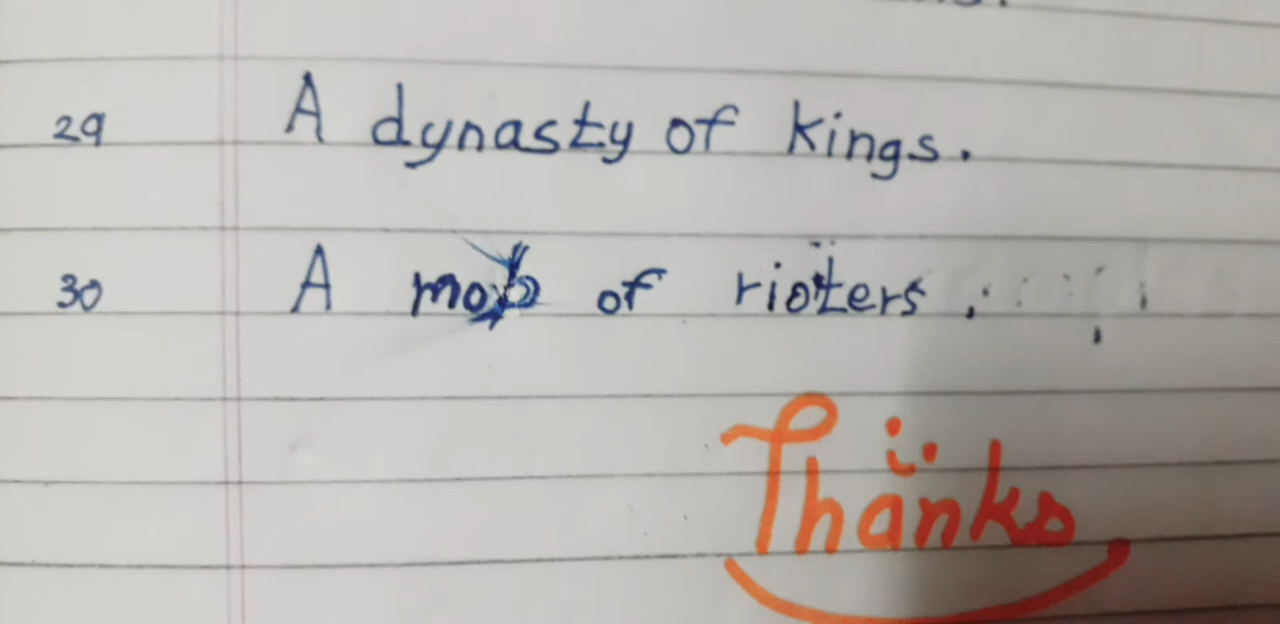 29 A dynasty of kings.
30 A mob of rioters.
Thanks